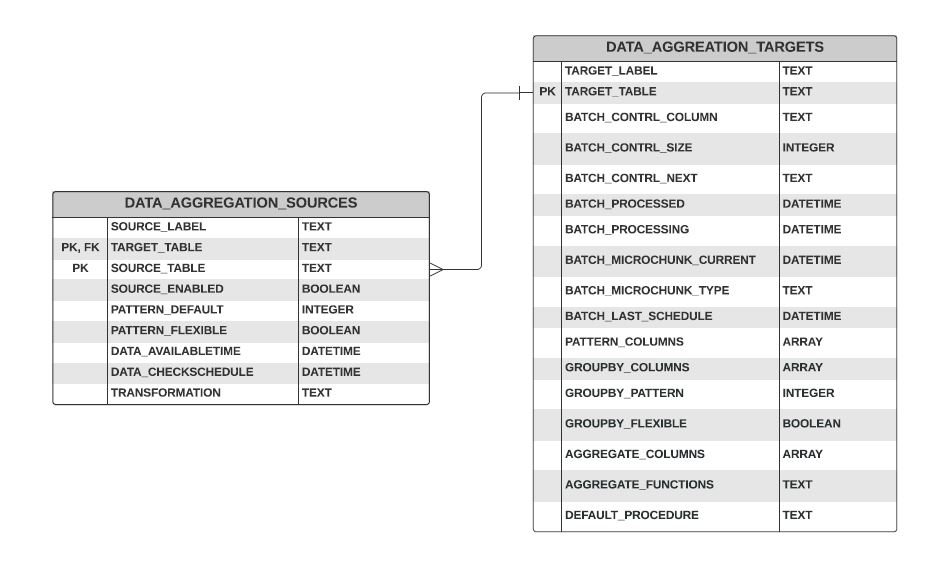 DATA_AGGREATION_TARGETS
TARGET_LABEL TEXT
PK TARGET_TABLE TEXT
BATCH_CONTRL_COLUMN TEXT
BATCH_CONTRL_SIZE INTEGER
BATCH_CONTRL_NEXT TEXT
BATCH_PROCESSED DATETIME
BATCH_PROCESSING DATETIME
BATCH_MICROCHUNK_CURRENT DATETIME
BATCH_MICROCHUNK_TYPE TEXT
BATCH_LAST_SCHEDULE DATETIME
PATTERN_COLUMNS ARRAY
GROUPBY_COLUMNS ARRAY
GROUPBY_PATTERN INTEGER
GROUPBY_FLEXIBLE BOOLEAN
AGGREGATE_COLUMNS ARRAY
AGGREGATE_FUNCTIONS TEXT
DEFAULT_PROCEDURE TEXT
DATA_AGGREGATION_SOURCES
SOURCE_LABEL TEXT
PK, FK TARGET_TABLE TEXT
PK SOURCE_TABLE TEXT
SOURCE_ENABLED BOOLEAN
PATTERN_DEFAULT INTEGER
PATTERN_FLEXIBLE BOOLEAN
DATA_AVAILABLETIME DATETIME
DATA_CHECKSCHEDULE DATETIME
TRANSFORMATION TEXT